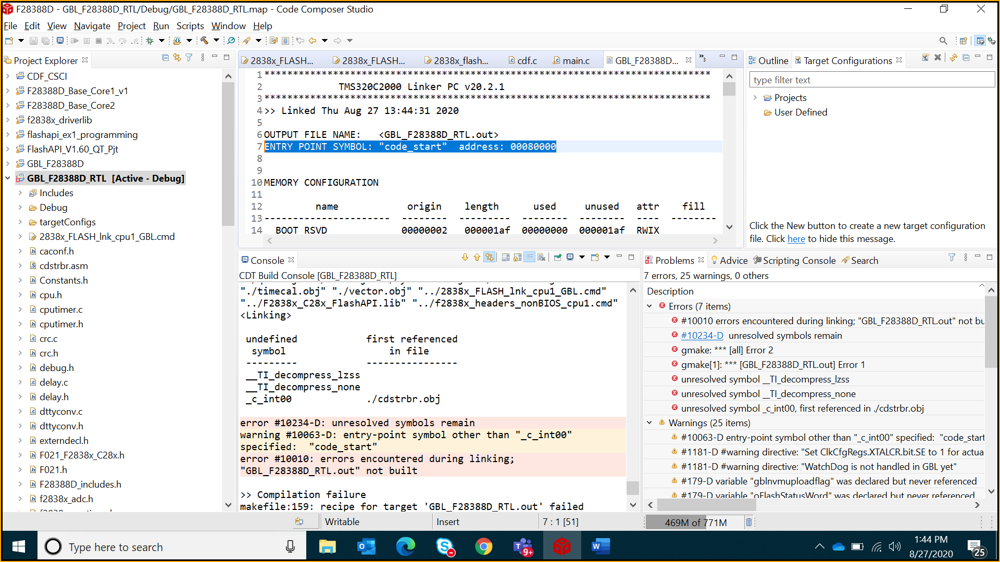 F28388D - GBL_F28388D_RTL/Debug/GBL_F28388D_RTL.map - Code Composer Studio
File Edit View Navigate Project Run Scripts Window Help
Project Explorer
CDF_CSCI
F28388D_Base_Core1_v1
F28388D_Base_Core2
f2838x_driverlib
flashapi_ex1_programming
FlashAPI_V1.60_QT_Pjt
GBL_F28388D
GBL_F28388D_RTL [Active - Debug]
Includes
Debug
targetConfigs
2838x_FLASH_lnk_cpu1_GBL.cmd
caconf.h
cdstrbr.asm
Constants.h
cpu.h
cputimer.c
cputimer.h
crc.c
crc.h
debug.h
delay.c
delay.h
dttyconv.c
dttyconv.h
externdecl.h
F021_F2838x_C28x.h
F021.h
F28388D_includes.h
f2838x_adc.h
2838x_FLASH... 2838x_FLASH... 2838x_flash... cdf.c main.c GBL_F28388D... »3
1 ******************************************************************************
2 TMS320C2000 Linker PC v20.2.1
3 ******************************************************************************
4 >> Linked Thu Aug 27 13:44:31 2020
5
6 OUTPUT FILE NAME: <GBL_F28388D_RTL.out>
7 ENTRY POINT SYMBOL: "code_start" address: 00080000
8
9
10 MEMORY CONFIGURATION
11
12 name origin length used unused attr fill
13 ---------------------- -------- --------- -------- -------- ---- --------
14 BOOT_RSVD 00000002 000001af 00000000 000001af RWIX
Outline Target Configurations
type filter text
Projects
User Defined
Click the New button to create a new target configuration
file. Click here to hide this message.
Console
CDT Build Console [GBL_F28388D_RTL]
"./timecal.obj" "./vector.obj" "../2838x_FLASH_lnk_cpu1_GBL.cmd"
"../F2838x_C28x_FlashAPI.lib" "../f2838x_headers_nonBIOS_cpu1.cmd"
<Linking>
undefined first referenced
symbol in file
--------- ----------------
__TI_decompress_lzss
__TI_decompress_none
_c_int00 ./cdstrbr.obj
error #10234-D: unresolved symbols remain
warning #10063-D: entry-point symbol other than "_c_int00"
specified: "code_start"
error #10010: errors encountered during linking;
"GBL_F28388D_RTL.out" not built
>> Compilation failure
makefile:159: recipe for target 'GBL_F28388D_RTL.out' failed
Problems Advice Scripting Console Search
7 errors, 25 warnings, 0 others
Description
Errors (7 items)
#10010 errors encountered during linking; "GBL_F28388D_RTL.out" not bu
#10234-D unresolved symbols remain
gmake: *** [all] Error 2
gmake[1]: *** [GBL_F28388D_RTL.out] Error 1
unresolved symbol __TI_decompress_lzss
unresolved symbol __TI_decompress_none
unresolved symbol _c_int00, first referenced in ./cdstrbr.obj
Warnings (25 items)
#10063-D entry-point symbol other than "_c_int00" specified: "code_start
#1181-D #warning directive: "Set ClkCfgRegs.XTALCR.bit.SE to 1 for actua
#1181-D #warning directive: "WatchDog is not handled in GBL yet"
#179-D variable "gblnvmuploadflag" was declared but never referenced
#179-D variable "oFlashStatusWord" was declared but never referenced
Writable Insert 7 : 1 [51] 469M of 771M
Type here to search
9+
1:44 PM
8/27/2020
25